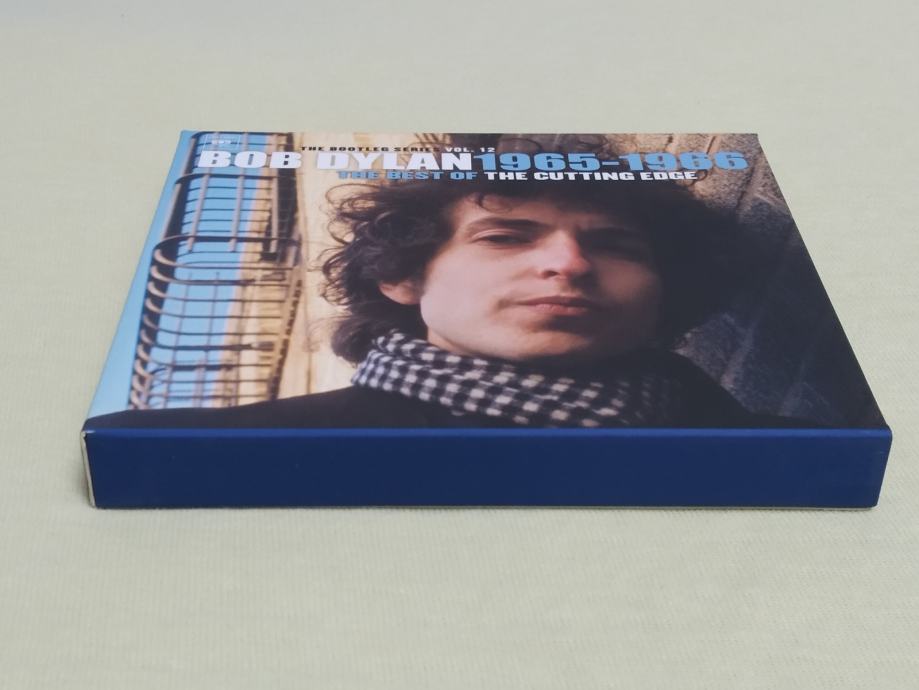 THE BOOTLEG SERIES VOL. 12
BOB DYLAN 1965-1966
THE BEST OF THE CUTTING EDGE